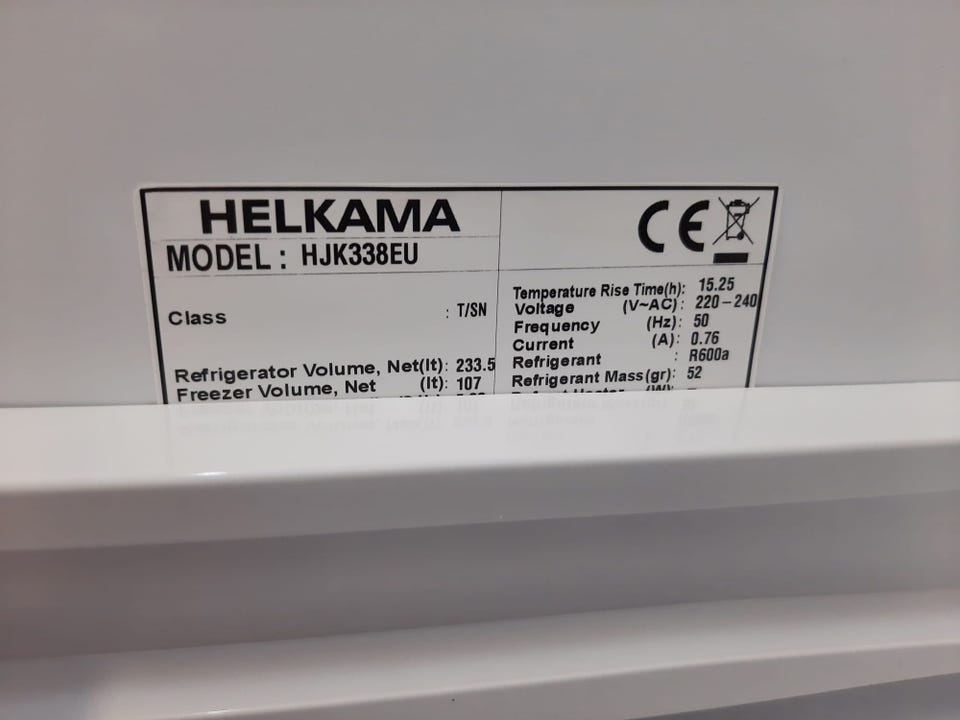 HELKAMA
MODEL : HJK338EU
Class : T/SN
Refrigerator Volume, Net(lt): 233.5
Freezer Volume, Net (lt): 107
CE
Temperature Rise Time(h): 15.25
Voltage (V~AC) : 220-240
Frequency (Hz): 50
Current (A): 0.76
Refrigerant : R600a
Refrigerant Mass(gr): 52